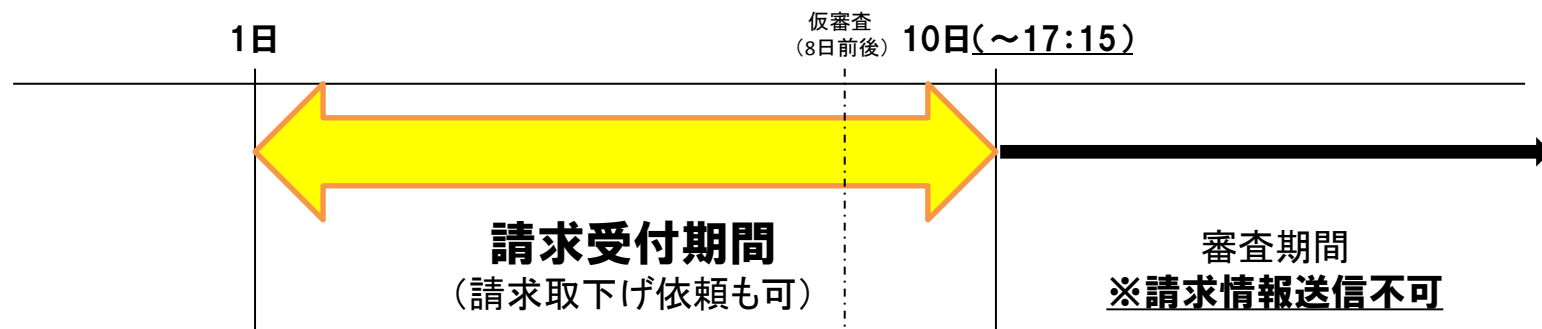 1日
仮審査
（8日前後）
10日(～17:15)
請求受付期間
（請求取下げ依頼も可）
審査期間
※請求情報送信不可